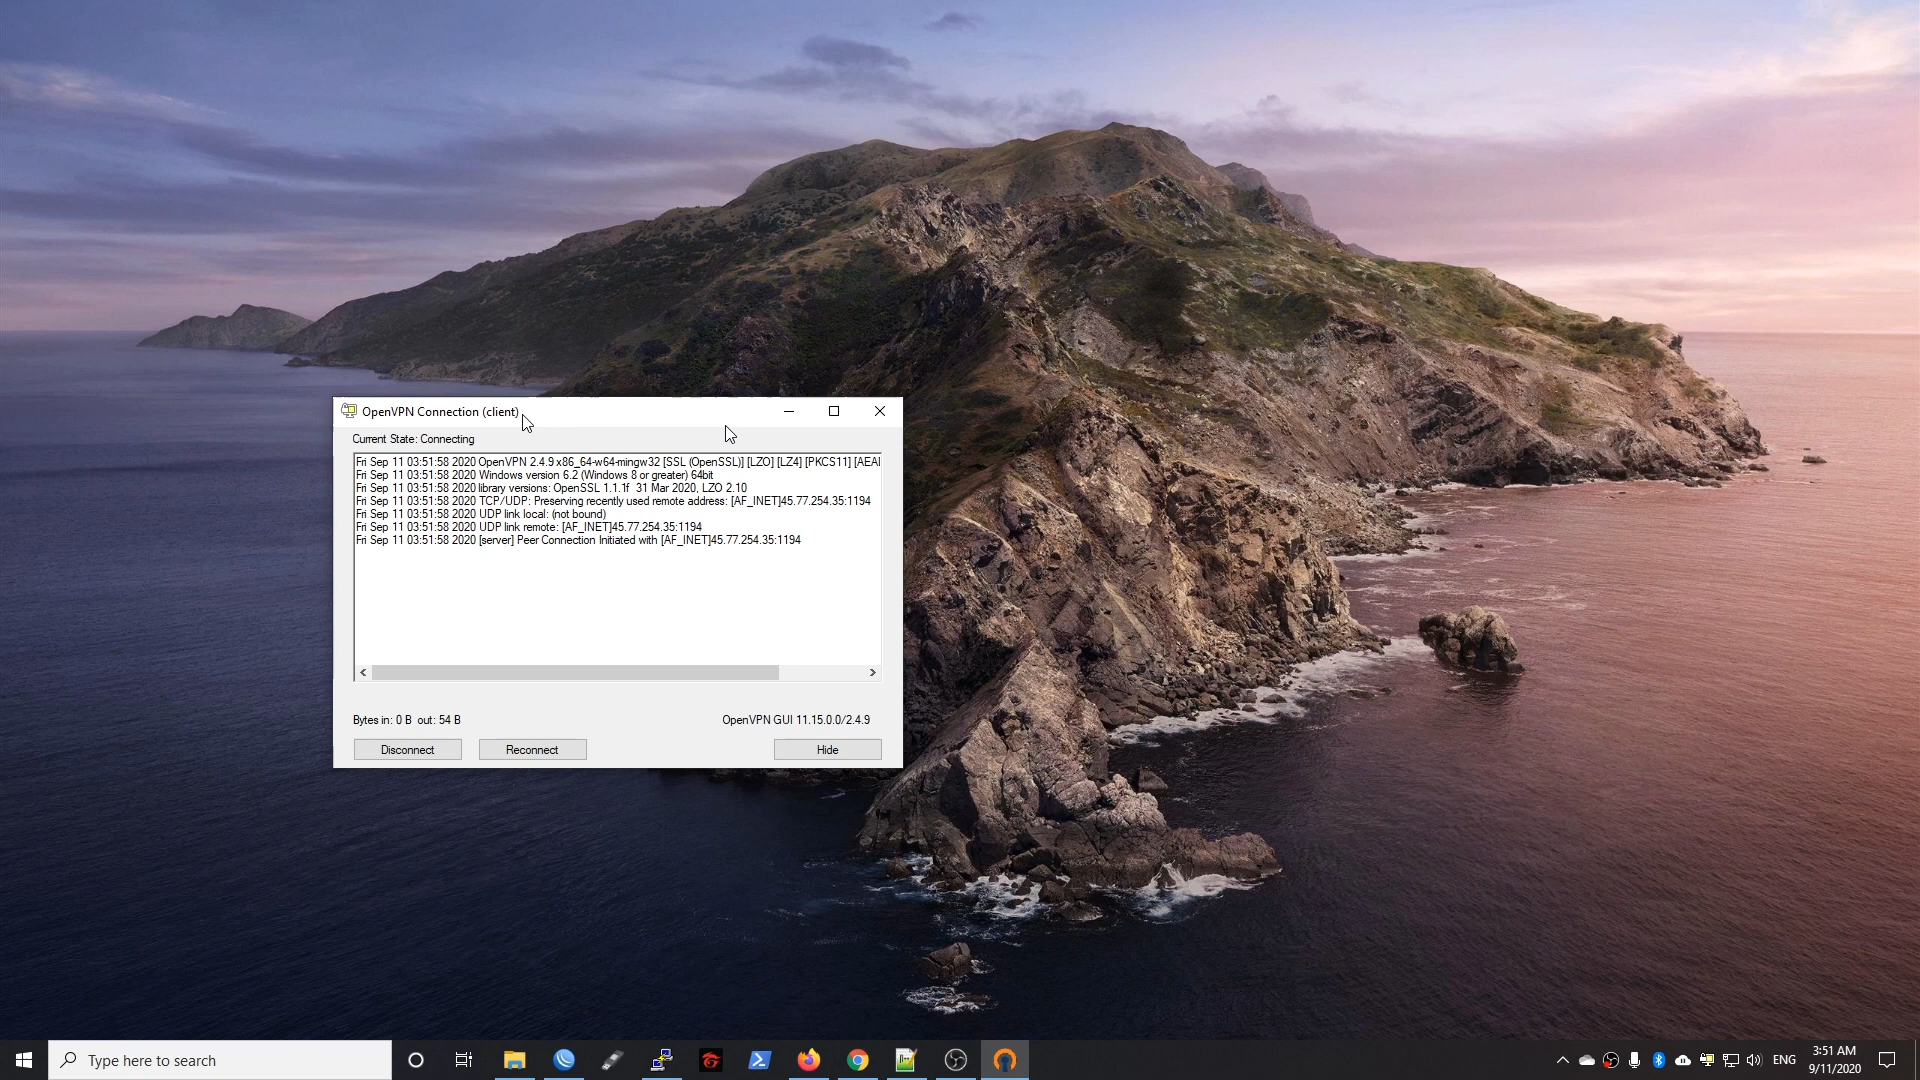 OpenVPN Connection (client)
Current State: Connecting
Fri Sep 11 03:51:58 2020 OpenVPN 2.4.9 x86_64-w64-mingw32 [SSL (OpenSSL)] [LZO] [LZ4] [PKCS11] [AEAI
Fri Sep 11 03:51:58 2020 Windows version 6.2 (Windows 8 or greater) 64bit
Fri Sep 11 03:51:58 2020 library versions: OpenSSL 1.1.1f  31 Mar 2020, LZO 2.10
Fri Sep 11 03:51:58 2020 TCP/UDP: Preserving recently used remote address: [AF_INET]45.77.254.35:1194
Fri Sep 11 03:51:58 2020 UDP link local: (not bound)
Fri Sep 11 03:51:58 2020 UDP link remote: [AF_INET]45.77.254.35:1194
Fri Sep 11 03:51:58 2020 [server] Peer Connection Initiated with [AF_INET]45.77.254.35:1194
Bytes in: 0 B  out: 54 B
OpenVPN GUI 11.15.0.0/2.4.9
Disconnect
Reconnect
Hide
Type here to search
ENG
3:51 AM
9/11/2020